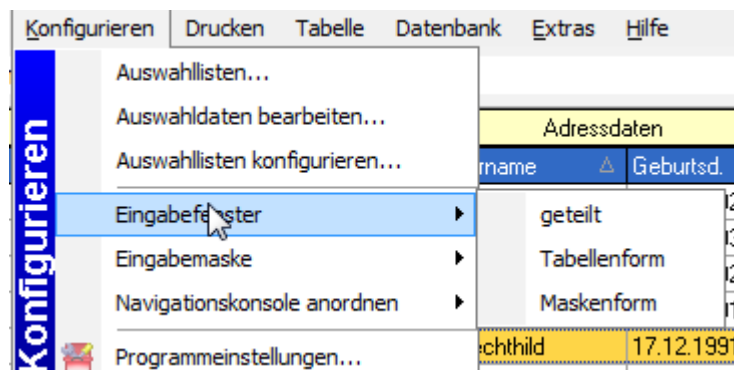 Konfigurieren Drucken Tabelle Datenbank Extras Hilfe
Konfigurieren
Auswahllisten...
Auswahldaten bearbeiten...
Auswahllisten konfigurieren...
Eingabefenster
Eingabemaske
Navigationskonsole anordnen
Programmeinstellungen...
geteilt
Tabellenform
Maskenform
Adressdaten
Geburtsd.
17.12.1991